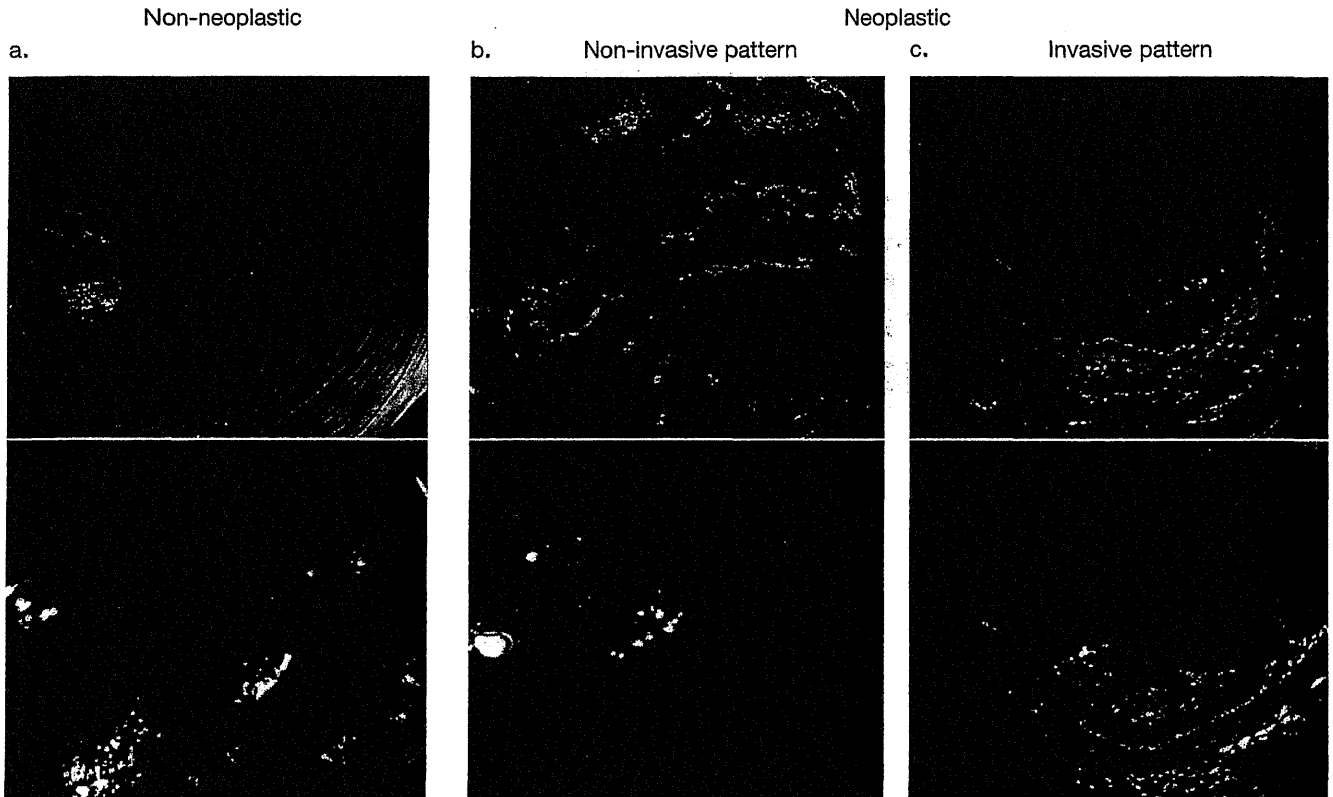 Non-neoplastic
Neoplastic
a.
b. Non-invasive pattern
c. Invasive pattern